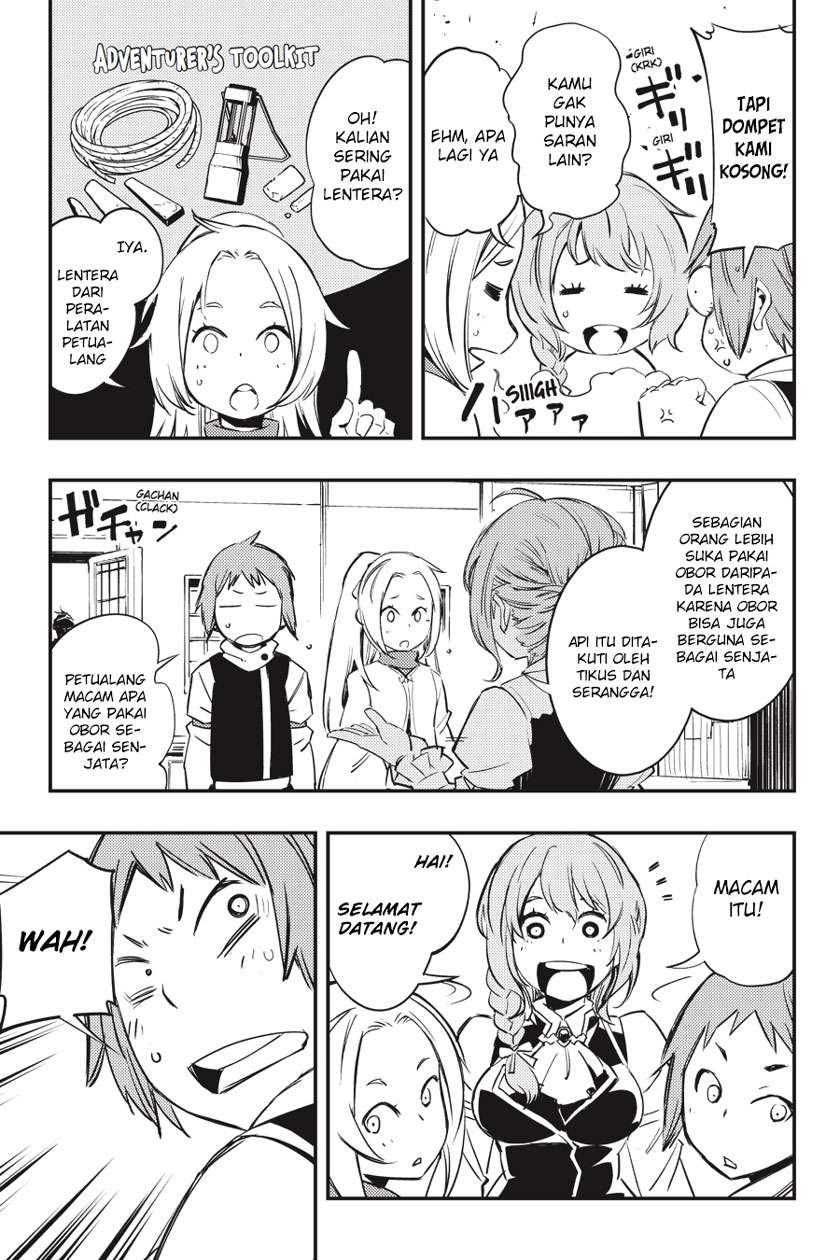 TAPI
DOMPET
KAMI
KOSONG!
GIRI
(KRK)
ギリ
GIRI
ギリ
KAMU
GAK
PUNYA
SARAN
LAIN?
EHM, APA
LAGI YA
SIIIGH
ハァァァ
ADVENTURER'S TOOLKIT
OH!
KALIAN
SERING
PAKAI
LENTERA?
IYA.
LENTERA
DARI
PERA-
LATAN
PETUA-
LANG
SEBAGIAN
ORANG LEBIH
SUKA PAKAI
OBOR DARIPA-
DA LENTERA
KARENA OBOR
BISA JUGA
BERGUNA SE-
BAGAI SENJA-
TA
API ITU DITA-
KUTI OLEH
TIKUS DAN
SERANGGA!
GACHAN
(CLACK)
ガチャン
PETUALANG
MACAM APA
YANG PAKAI
OBOR SE-
BAGAI SEN-
JATA?
MACAM
ITU!
HAI!
SELAMAT
DATANG!
WAH!